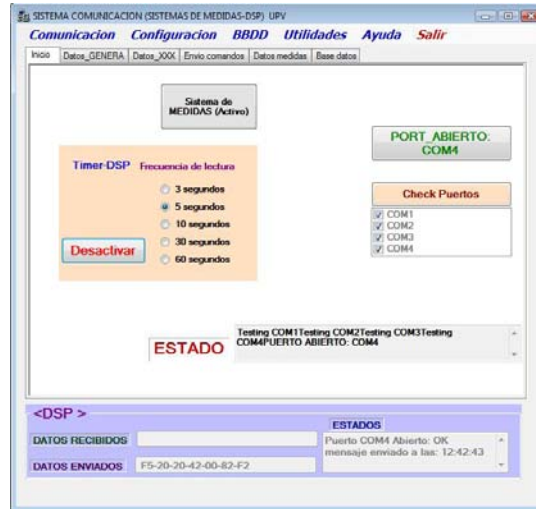 SISTEMA COMUNICACION (SISTEMAS DE MEDIDAS-DSP) UPV
Comunicacion Configuracion BBDD Utilidades Ayuda Salir
Inicio Datos_GENERA Datos_XXX Envio comandos Datos medidas Base datos
Sistema de
MEDIDAS (Activo)
PORT_ABIERTO:
COM4
Timer-DSP Frecuencia de lectura
3 segundos
5 segundos
10 segundos
30 segundos
60 segundos
Desactivar
Check Puertos
COM1
COM2
COM3
COM4
ESTADO
Testing COM1Testing COM2Testing COM3Testing
COM4PUERTO ABIERTO: COM4
<DSP >
ESTADOS
DATOS RECIBIDOS
Puerto COM4 Abierto: OK
mensaje enviado a las: 12:42:43
DATOS ENVIADOS F5-20-20-42-00-82-F2